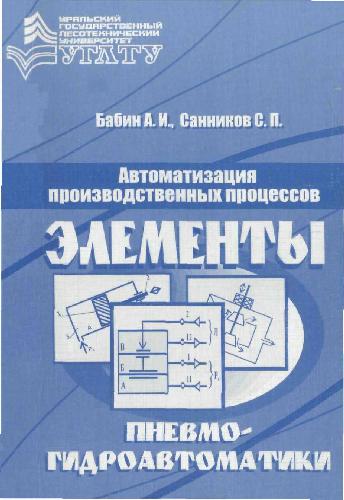 УРАЛЬСКИЙ
ГОСУДАРСТВЕННЫЙ
ЛЕСОТЕХНИЧЕСКИЙ
УНИВЕРСИТЕТ
УГЛТУ
Бабин А.И., Санников С. П.
Автоматизация
производственных процессов
ЭЛЕМЕНТЫ
ПНЕВМО-
ГИДРОАВТОМАТИКИ